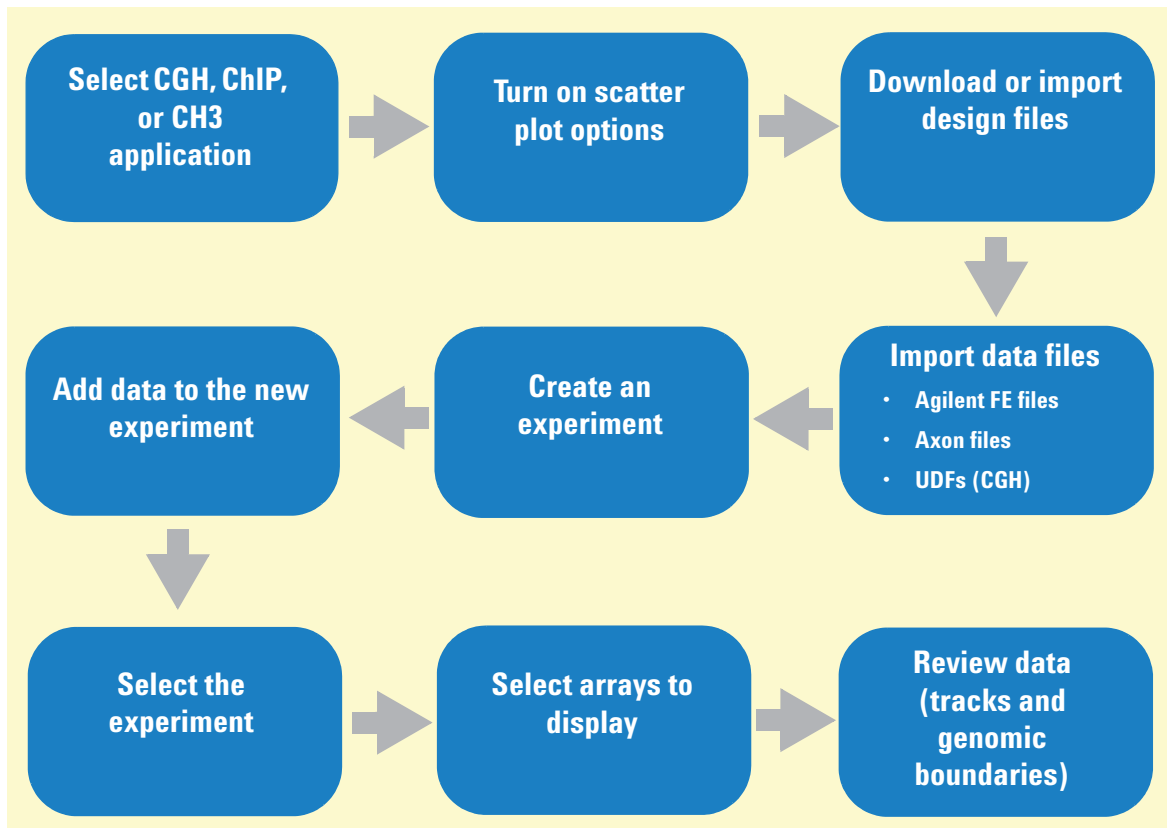 Select CGH, ChIP,
or CH3
application
Turn on scatter
plot options
Download or import
design files
Import data files
• Agilent FE files
• Axon files
• UDFs (CGH)
Create an
experiment
Add data to the new
experiment
Select the
experiment
Select arrays to
display
Review data
(tracks and
genomic
boundaries)